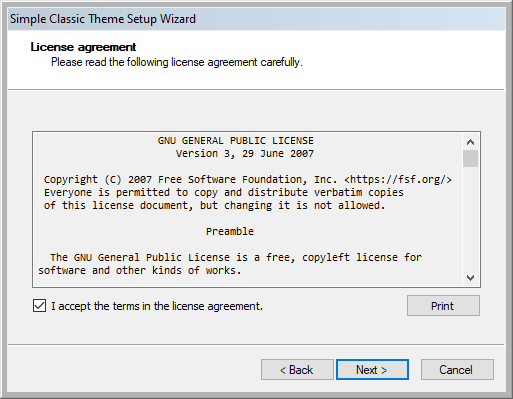 Simple Classic Theme Setup Wizard
License agreement
Please read the following license agreement carefully.
GNU GENERAL PUBLIC LICENSE
Version 3, 29 June 2007
Copyright (C) 2007 Free Software Foundation, Inc. <https://fsf.org/>
Everyone is permitted to copy and distribute verbatim copies
of this license document, but changing it is not allowed.
Preamble
The GNU General Public License is a free, copyleft license for
software and other kinds of works.
I accept the terms in the license agreement.
Print
< Back
Next >
Cancel